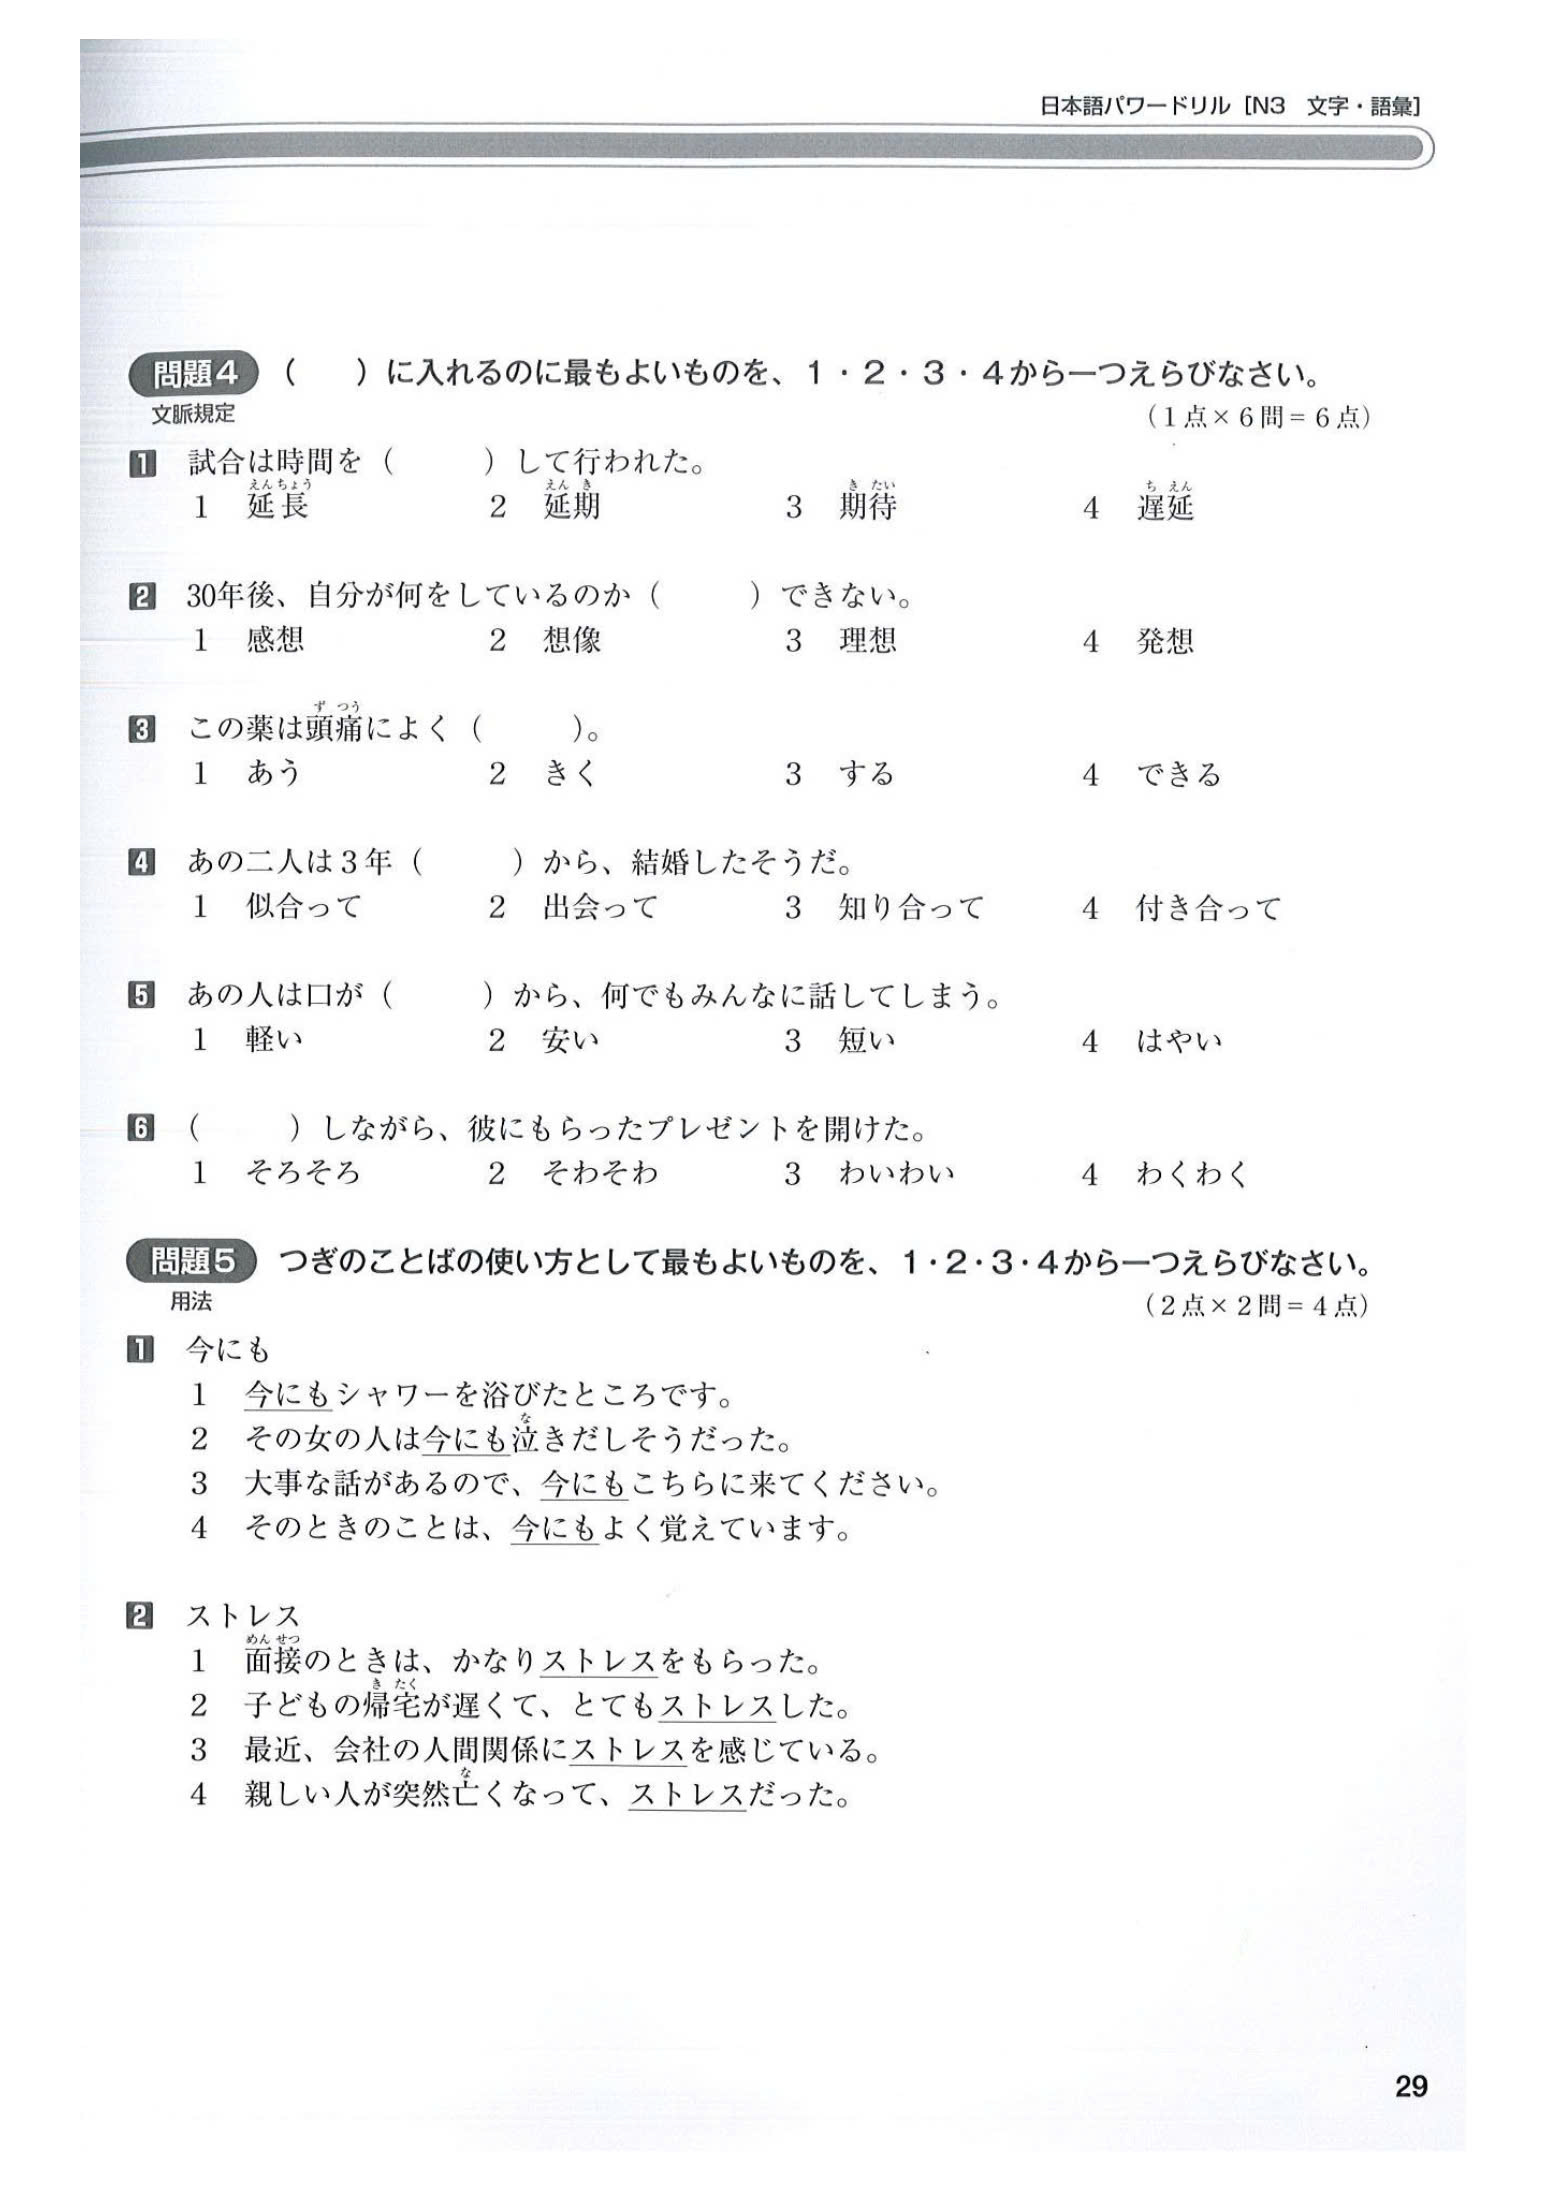 日本語パワードリル［N3　文字・語彙］
問題4 （　　）に入れるのに最もよいものを、1・2・3・4から一つえらびなさい。
文脈規定 （1点×6問=6点）
1 試合は時間を（　　　）して行われた。
えんちょう えん き き たい ち えん
1 延長 2 延期 3 期待 4 遅延
2 30年後、自分が何をしているのか（　　　）できない。
1 感想 2 想像 3 理想 4 発想
ず つう
3 この薬は頭痛によく（　　　）。
1 あう 2 きく 3 する 4 できる
4 あの二人は3年（　　　）から、結婚したそうだ。
1 似合って 2 出会って 3 知り合って 4 付き合って
5 あの人は口が（　　　）から、何でもみんなに話してしまう。
1 軽い 2 安い 3 短い 4 はやい
6 （　　　）しながら、彼にもらったプレゼントを開けた。
1 そろそろ 2 そわそわ 3 わいわい 4 わくわく
問題5 つぎのことばの使い方として最もよいものを、1・2・3・4から一つえらびなさい。
用法 （2点×2問=4点）
1 今にも
1 今にもシャワーを浴びたところです。
な
2 その女の人は今にも泣きだしそうだった。
3 大事な話があるので、今にもこちらに来てください。
4 そのときのことは、今にもよく覚えています。
2 ストレス
めん せつ
1 面接のときは、かなりストレスをもらった。
き たく
2 子どもの帰宅が遅くて、とてもストレスした。
3 最近、会社の人間関係にストレスを感じている。
な
4 親しい人が突然亡くなって、ストレスだった。
29